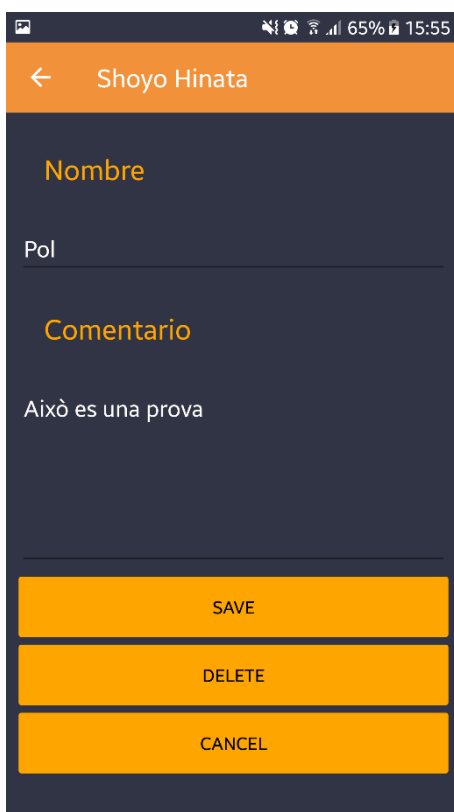 65% 15:55
Shoyo Hinata
Nombre
Pol
Comentario
Això es una prova
SAVE
DELETE
CANCEL